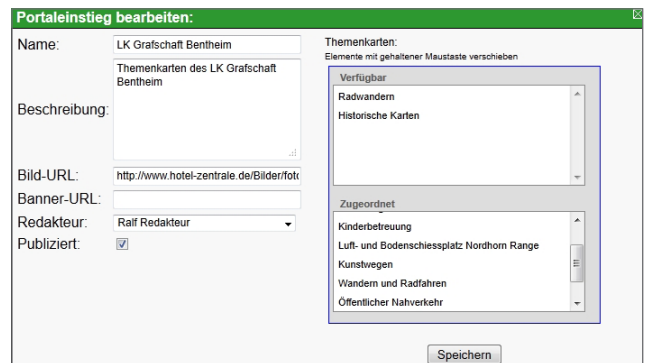 Portaleinstieg bearbeiten:
Name: LK Grafschaft Bentheim
Beschreibung: Themenkarten des LK Grafschaft
Bentheim
Bild-URL: http://www.hotel-zentrale.de/Bilder/foto
Banner-URL:
Redakteur: Ralf Redakteur
Publiziert:
Themenkarten:
Elemente mit gehaltener Maustaste verschieben
Verfügbar
Radwandern
Historische Karten
Zugeordnet
Kinderbetreuung
Luft- und Bodenschiessplatz Nordhorn Range
Kunstwegen
Wandern und Radfahren
Öffentlicher Nahverkehr
Speichern